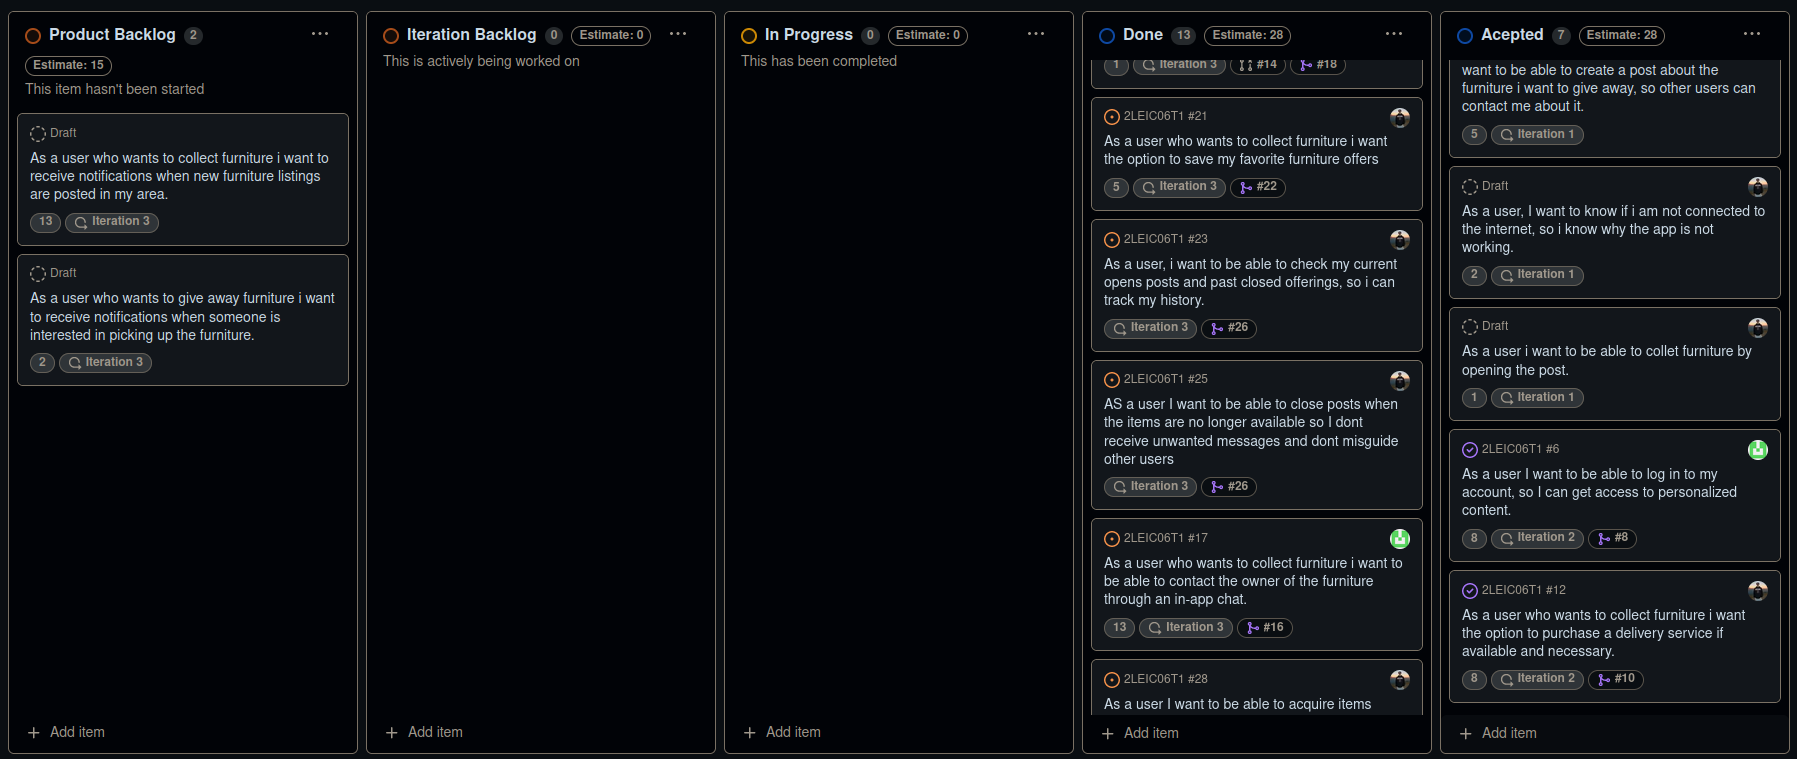 Product Backlog 2
Estimate: 15
This item hasn't been started
Draft
As a user who wants to collect furniture i want to
receive notifications when new furniture listings
are posted in my area.
13 Iteration 3
Draft
As a user who wants to give away furniture i want
to receive notifications when someone is
interested in picking up the furniture.
2 Iteration 3
+ Add item
Iteration Backlog 0 Estimate: 0
This is actively being worked on
+ Add item
In Progress 0 Estimate: 0
This has been completed
+ Add item
Done 13 Estimate: 28
1 Iteration 3 #14 #18
2LEIC06T1 #21
As a user who wants to collect furniture i want
the option to save my favorite furniture offers
5 Iteration 3 #22
2LEIC06T1 #23
As a user, i want to be able to check my current
opens posts and past closed offerings, so i can
track my history.
Iteration 3 #26
2LEIC06T1 #25
AS a user I want to be able to close posts when
the items are no longer available so I dont
receive unwanted messages and dont misguide
other users
Iteration 3 #26
2LEIC06T1 #17
As a user who wants to collect furniture i want to
be able to contact the owner of the furniture
through an in-app chat.
13 Iteration 3 #16
2LEIC06T1 #28
As a user I want to be able to acquire items
+ Add item
Acepted 7 Estimate: 28
want to be able to create a post about the
furniture i want to give away, so other users can
contact me about it.
5 Iteration 1
Draft
As a user, I want to know if i am not connected to
the internet, so i know why the app is not
working.
2 Iteration 1
Draft
As a user i want to be able to collet furniture by
opening the post.
1 Iteration 1
2LEIC06T1 #6
As a user I want to be able to log in to my
account, so I can get access to personalized
content.
8 Iteration 2 #8
2LEIC06T1 #12
As a user who wants to collect furniture i want
the option to purchase a delivery service if
available and necessary.
8 Iteration 2 #10
+ Add item